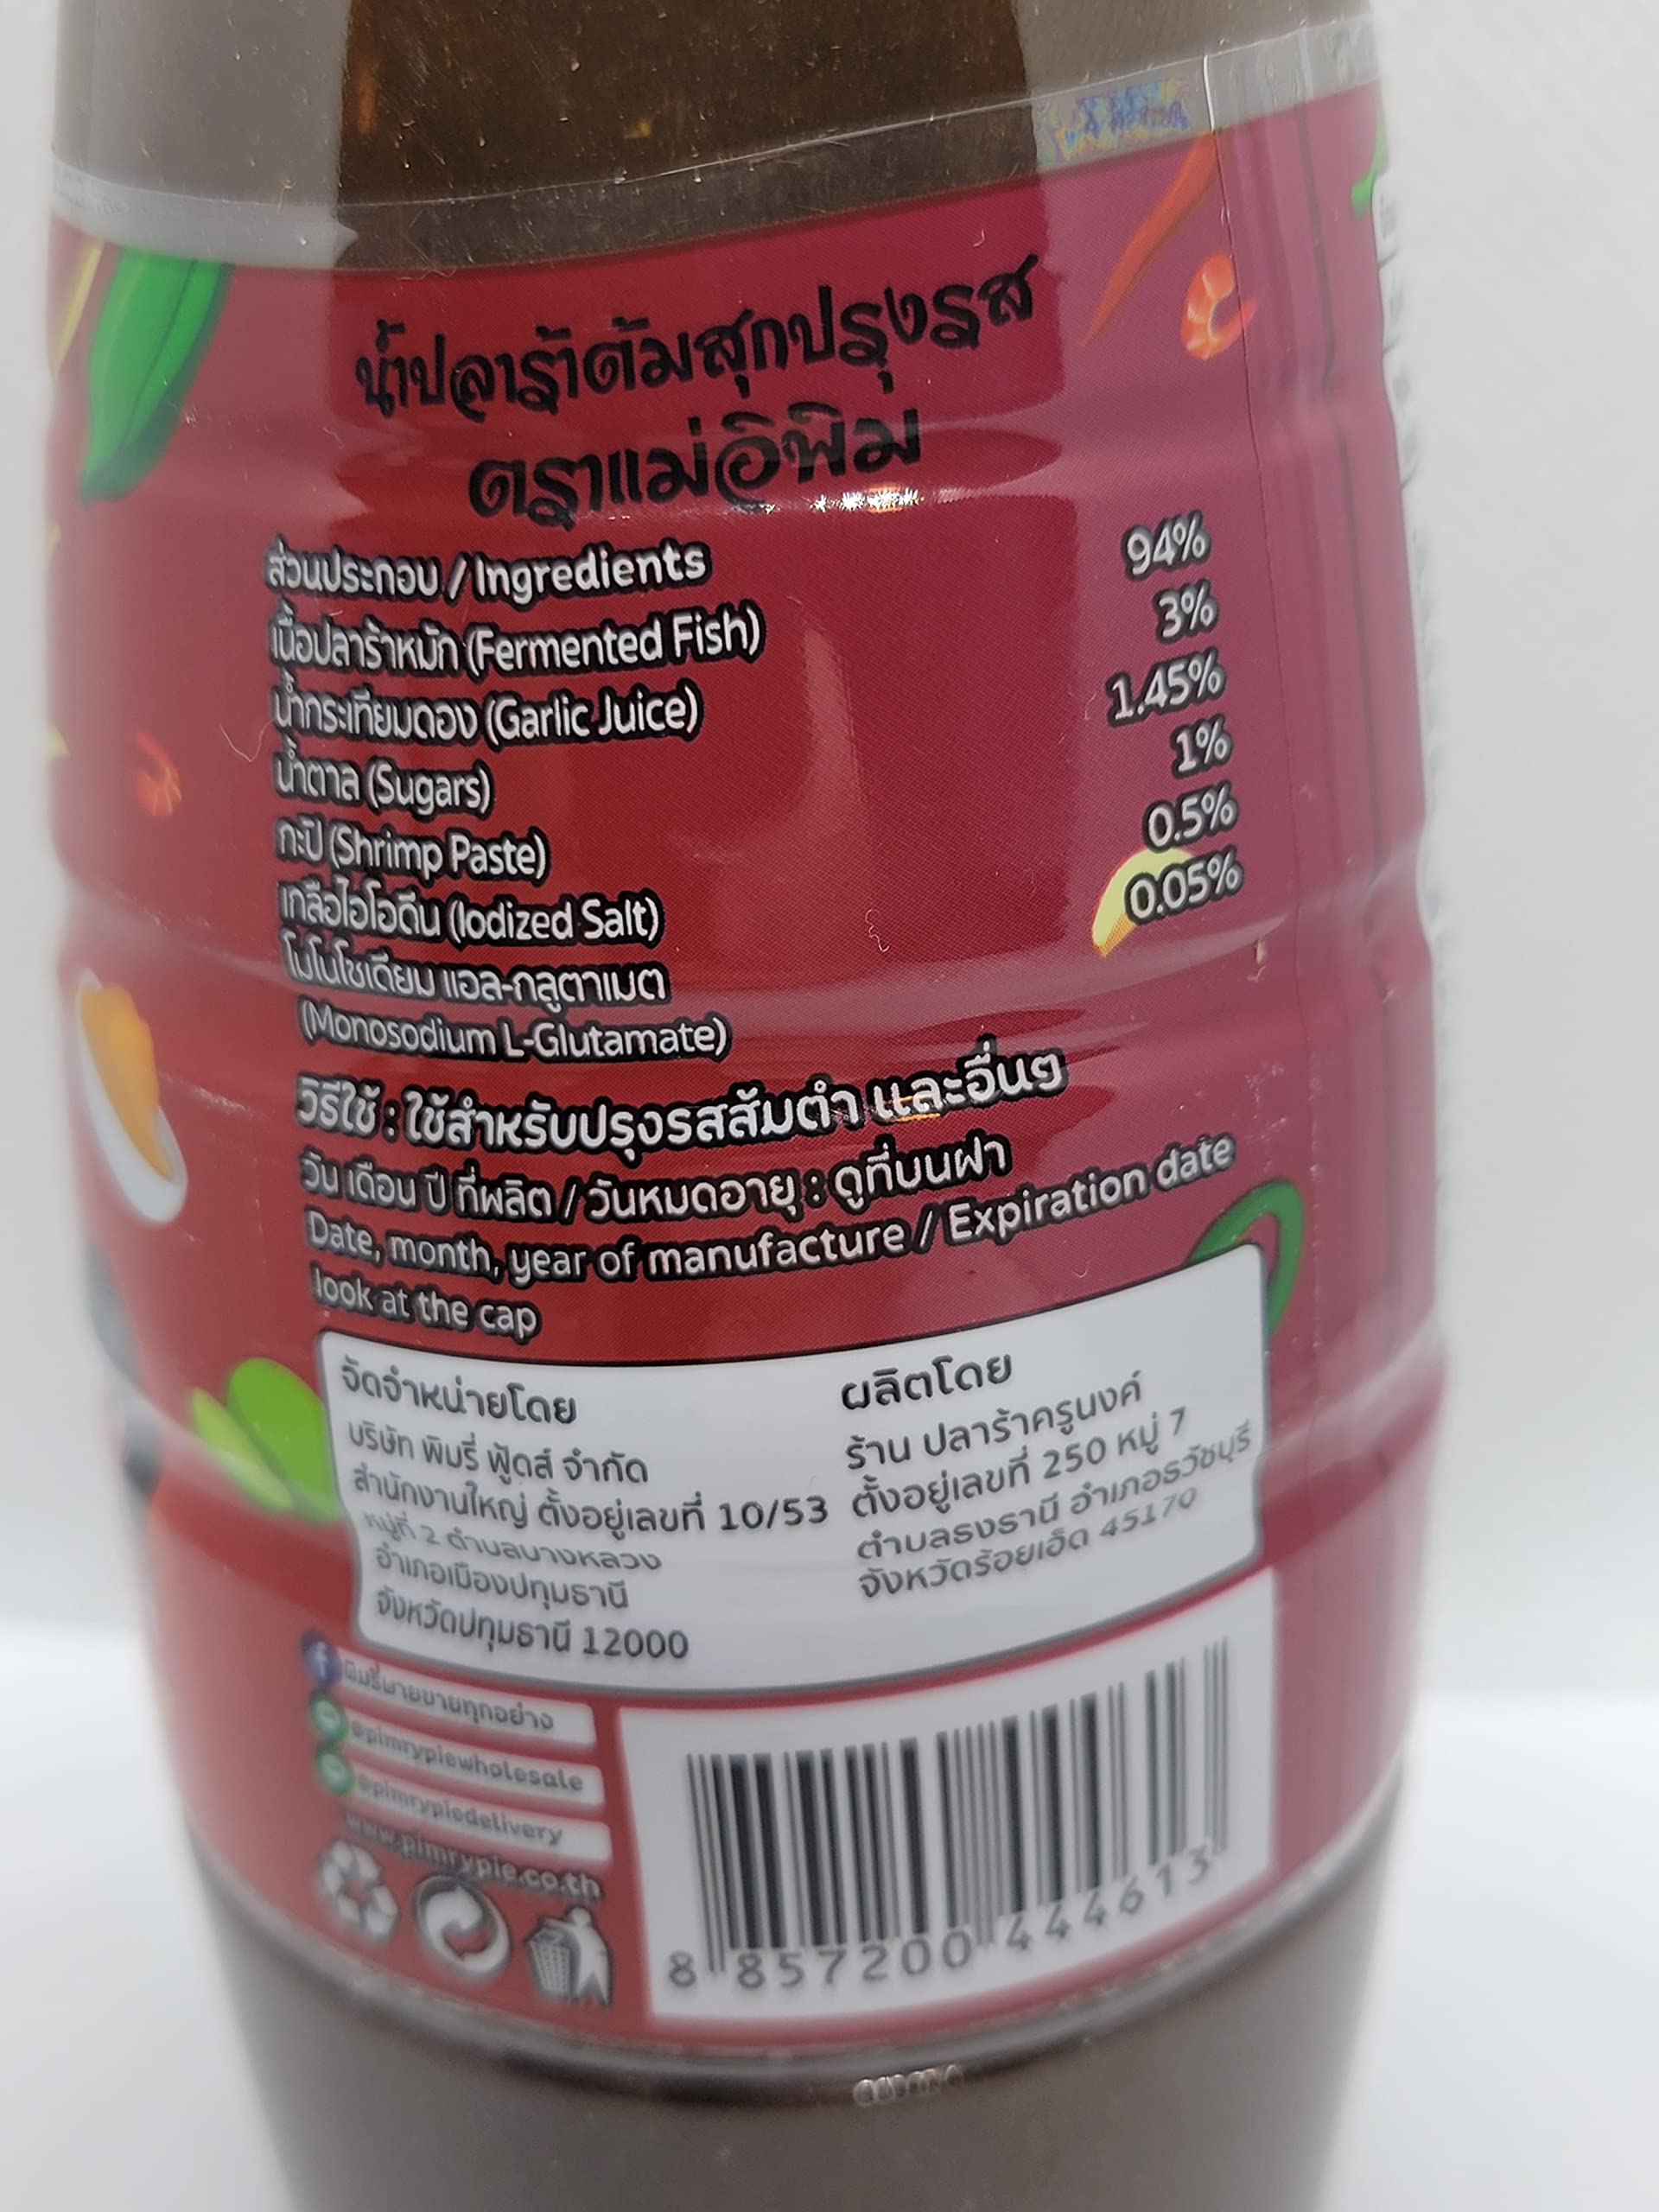 น้ำปลาร้าต้มสุกปรุงรส
ตราแม่อิพิม
ส่วนประกอบ / Ingredients
เนื้อปลาร้าหมัก (Fermented Fish) 94%
น้ำกระเทียมดอง (Garlic Juice) 3%
น้ำตาล (Sugars) 1.45%
กะปิ (Shrimp Paste) 1%
เกลือไอโอดีน (Iodized Salt) 0.5%
โมโนโซเดียม แอล-กลูตาเมต 0.05%
(Monosodium L-Glutamate)
วิธีใช้ : ใช้สำหรับปรุงรสส้มตำ และอื่นๆ
วัน เดือน ปี ที่ผลิต / วันหมดอายุ : ดูที่บนฝา
Date, month, year of manufacture / Expiration date
look at the cap
จัดจำหน่ายโดย
บริษัท พิมรี่ ฟู้ดส์ จำกัด
สำนักงานใหญ่ ตั้งอยู่เลขที่ 10/53
หมู่ที่ 2 ตำบลบางหลวง
อำเภอเมืองปทุมธานี
จังหวัดปทุมธานี 12000
ผลิตโดย
ร้าน ปลาร้าครูนงค์
ตั้งอยู่เลขที่ 250 หมู่ 7
ตำบลธงธานี อำเภอธวัชบุรี
จังหวัดร้อยเอ็ด 45170
พิมรี่พายขายทุกอย่าง
@pimrypiewholesale
@pimrypiedelivery
www.pimrypie.co.th
8 857200 444613